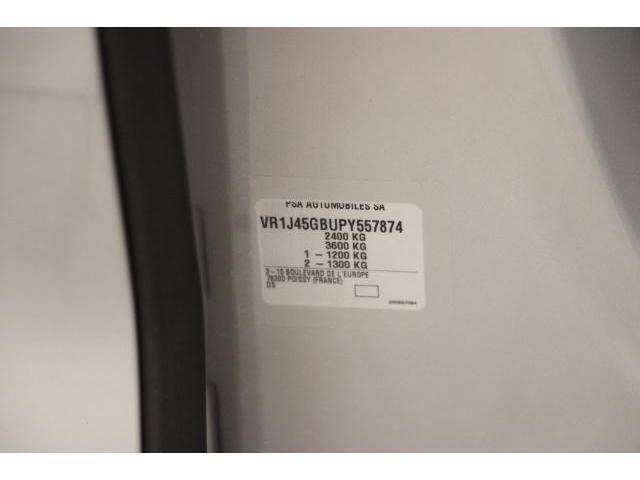 PSA AUTOMOBILES SA
VR1J45GBUPY557874
2400 KG
3600 KG
1 - 1200 KG
2 - 1300 KG
2-10 BOULEVARD DE L'EUROPE
78300 POISSY (FRANCE)
DS